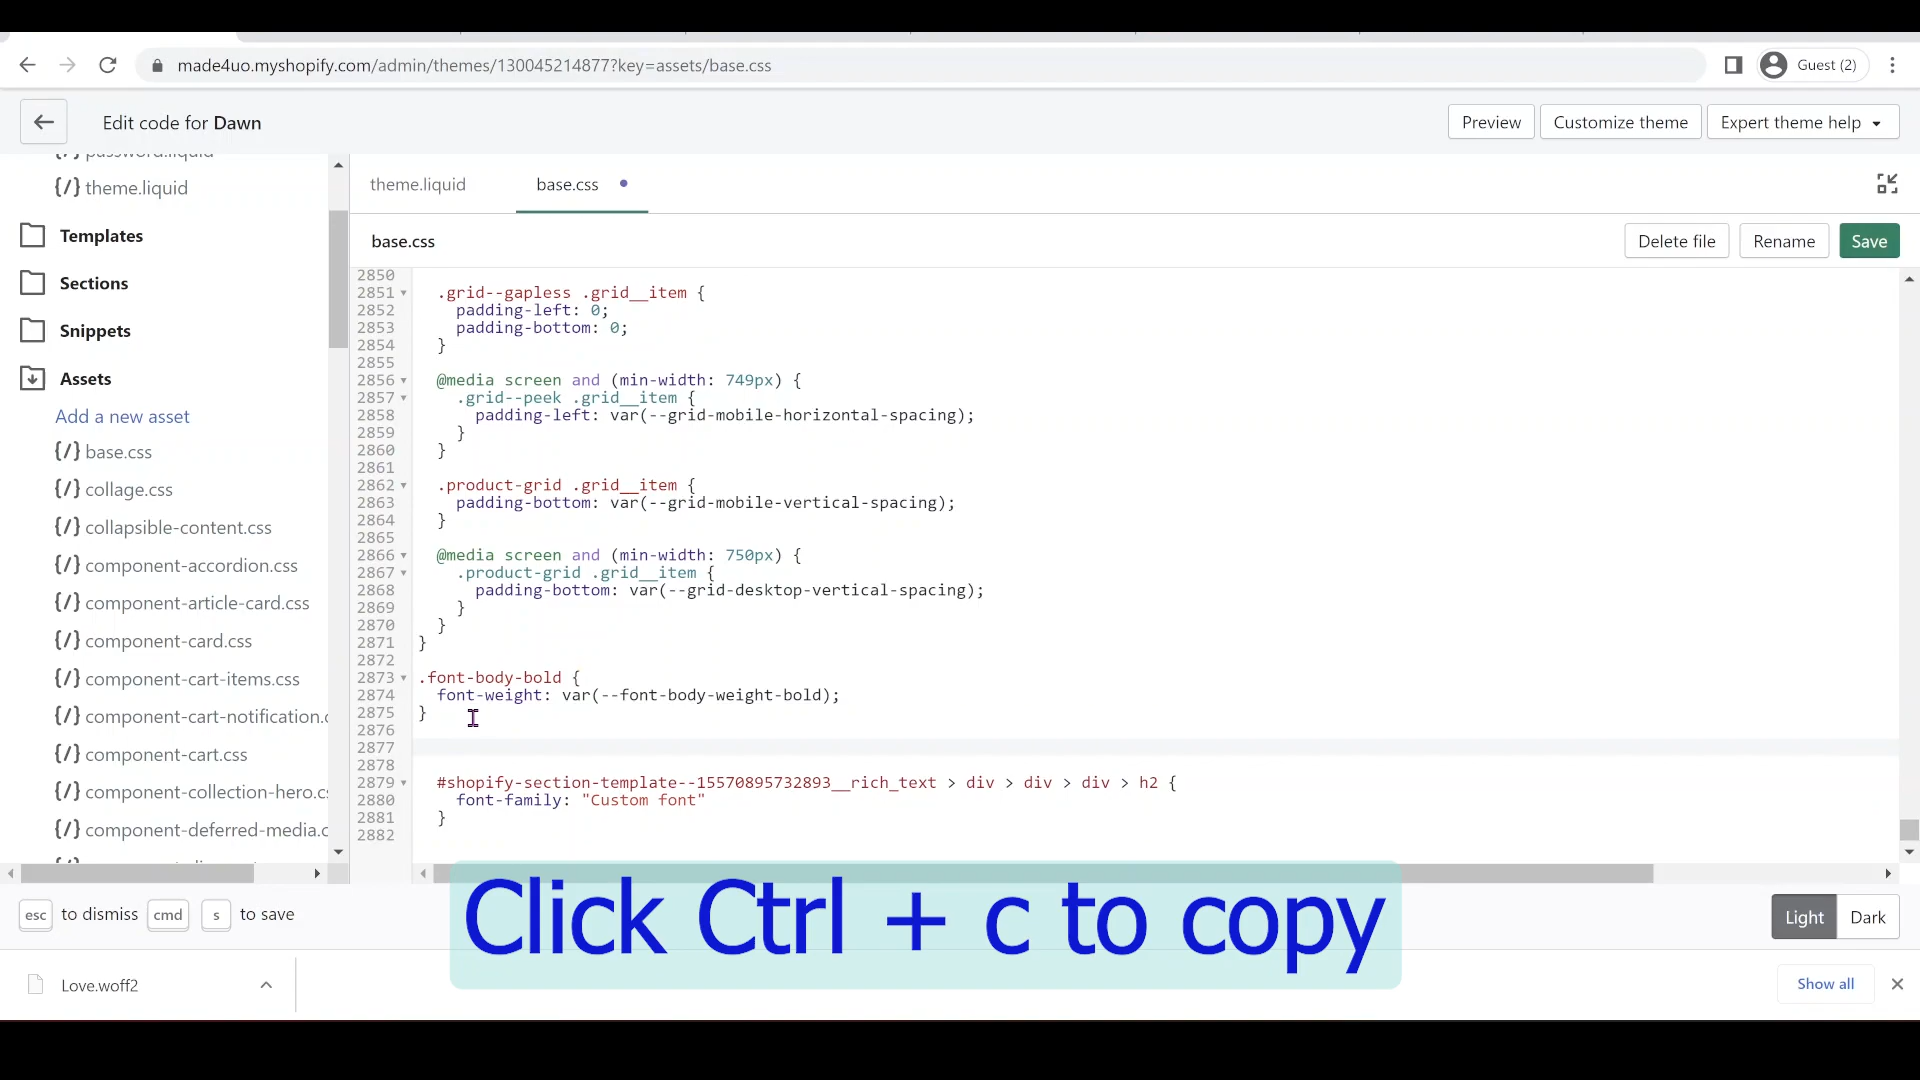 made4uo.myshopify.com/admin/themes/130045214877?key=assets/base.css
Guest (2)
Edit code for Dawn
Preview
Customize theme
Expert theme help
password.liquid
{/} theme.liquid
Templates
Sections
Snippets
Assets
Add a new asset
{/} base.css
{/} collage.css
{/} collapsible-content.css
{/} component-accordion.css
{/} component-article-card.css
{/} component-card.css
{/} component-cart-items.css
{/} component-cart-notification.c
{/} component-cart.css
{/} component-collection-hero.cs
{/} component-deferred-media.c
theme.liquid
base.css
base.css
Delete file
Rename
Save
2850
2851 .grid--gapless .grid__item {
2852 padding-left: 0;
2853 padding-bottom: 0;
2854 }
2855
2856 @media screen and (min-width: 749px) {
2857 .grid--peek .grid__item {
2858 padding-left: var(--grid-mobile-horizontal-spacing);
2859 }
2860 }
2861
2862 .product-grid .grid__item {
2863 padding-bottom: var(--grid-mobile-vertical-spacing);
2864 }
2865
2866 @media screen and (min-width: 750px) {
2867 .product-grid .grid__item {
2868 padding-bottom: var(--grid-desktop-vertical-spacing);
2869 }
2870 }
2871 }
2872
2873 .font-body-bold {
2874 font-weight: var(--font-body-weight-bold);
2875 }
2876
2877
2878
2879 #shopify-section-template--15570895732893__rich_text > div > div > div > h2 {
2880 font-family: "Custom font"
2881 }
2882
esc to dismiss cmd s to save
Click Ctrl + c to copy
Light
Dark
Love.woff2
Show all